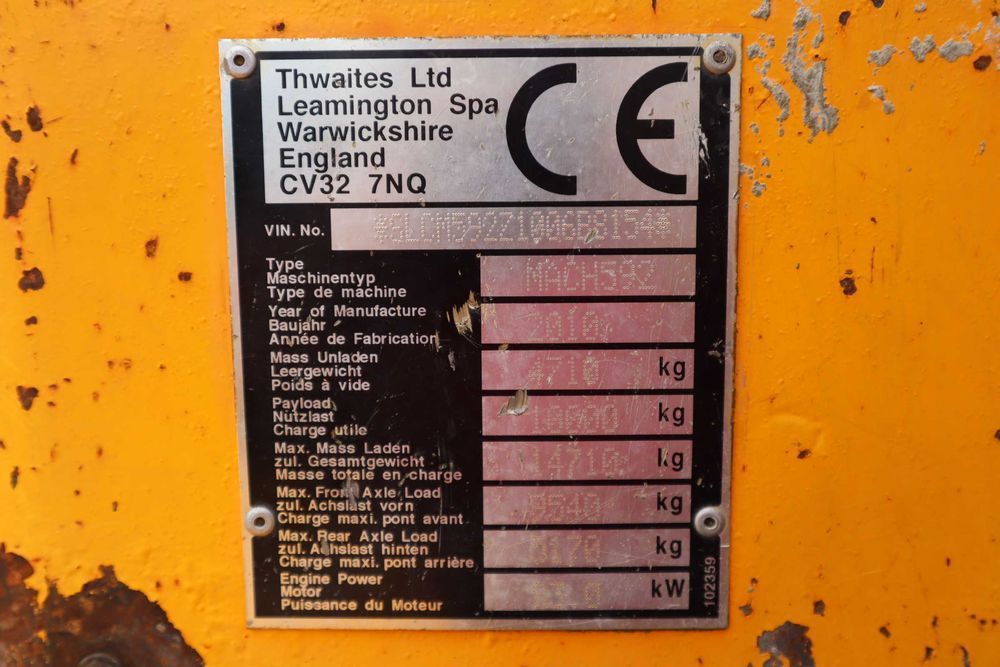 Thwaites Ltd
Leamington Spa
Warwickshire
England
CV32 7NQ
CE
VIN. No.
Type
Maschinentyp
Type de machine
MACH592
Year of Manufacture
Baujahr
Année de Fabrication
2010
Mass Unladen
Leergewicht
Poids à vide
4710 kg
Payload
Nutzlast
Charge utile
10000 kg
Max. Mass Laden
zul. Gesamtgewicht
Masse totale en charge
14710 kg
Max. Front Axle Load
zul. Achslast vorn
Charge maxi. pont avant
9540 kg
Max. Rear Axle Load
zul. Achslast hinten
Charge maxi. pont arrière
kg
Engine Power
Motor
Puissance du Moteur
kW
102359